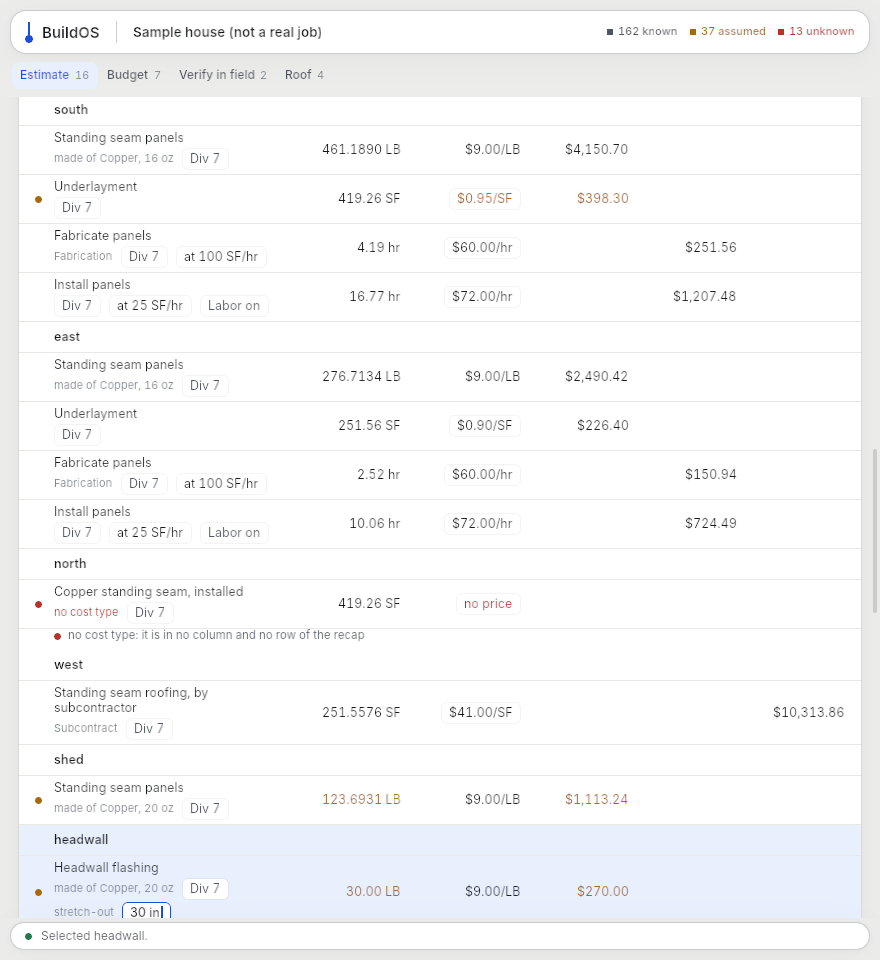 BuildOS Sample house (not a real job) 162 known 37 assumed 13 unknown
Estimate 16 Budget 7 Verify in field 2 Roof 4
south
Standing seam panels
made of Copper, 16 oz Div 7 461.1890 LB $9.00/LB $4,150.70
Underlayment
Div 7 419.26 SF $0.95/SF $398.30
Fabricate panels
Fabrication Div 7 at 100 SF/hr 4.19 hr $60.00/hr $251.56
Install panels
Div 7 at 25 SF/hr Labor on 16.77 hr $72.00/hr $1,207.48
east
Standing seam panels
made of Copper, 16 oz Div 7 276.7134 LB $9.00/LB $2,490.42
Underlayment
Div 7 251.56 SF $0.90/SF $226.40
Fabricate panels
Fabrication Div 7 at 100 SF/hr 2.52 hr $60.00/hr $150.94
Install panels
Div 7 at 25 SF/hr Labor on 10.06 hr $72.00/hr $724.49
north
Copper standing seam, installed
no cost type Div 7 419.26 SF no price
no cost type: it is in no column and no row of the recap
west
Standing seam roofing, by
subcontractor 251.5576 SF $41.00/SF $10,313.86
Subcontract Div 7
shed
Standing seam panels
made of Copper, 20 oz Div 7 123.6931 LB $9.00/LB $1,113.24
headwall
Headwall flashing
made of Copper, 20 oz Div 7 30.00 LB $9.00/LB $270.00
stretch-out 30 in
Selected headwall.